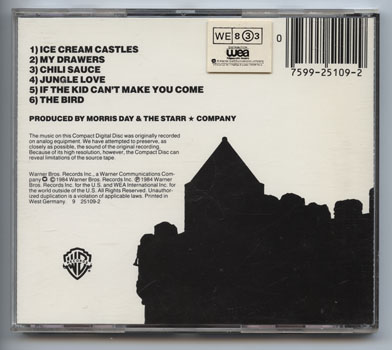 WE 8 3 3
DISTRIBUTION
wea
0
7599-25109-2
1) ICE CREAM CASTLES
2) MY DRAWERS
3) CHILI SAUCE
4) JUNGLE LOVE
5) IF THE KID CAN'T MAKE YOU COME
6) THE BIRD
PRODUCED BY MORRIS DAY & THE STARR ★ COMPANY
The music on this Compact Digital Disc was originally recorded
on analog equipment. We have attempted to preserve, as
closely as possible, the sound of the original recording.
Because of its high resolution, however, the Compact Disc can
reveal limitations of the source tape.
Warner Bros. Records Inc., a Warner Communications Com-
pany ©1984 Warner Bros. Records Inc. ℗1984 Warner
Bros. Records Inc. for the U.S. and WEA International Inc. for
the world outside of the U.S. All Rights Reserved. Unauthor-
ized duplication is a violation of applicable laws. Printed in
West Germany. 9 25109-2
WB
RECORDS